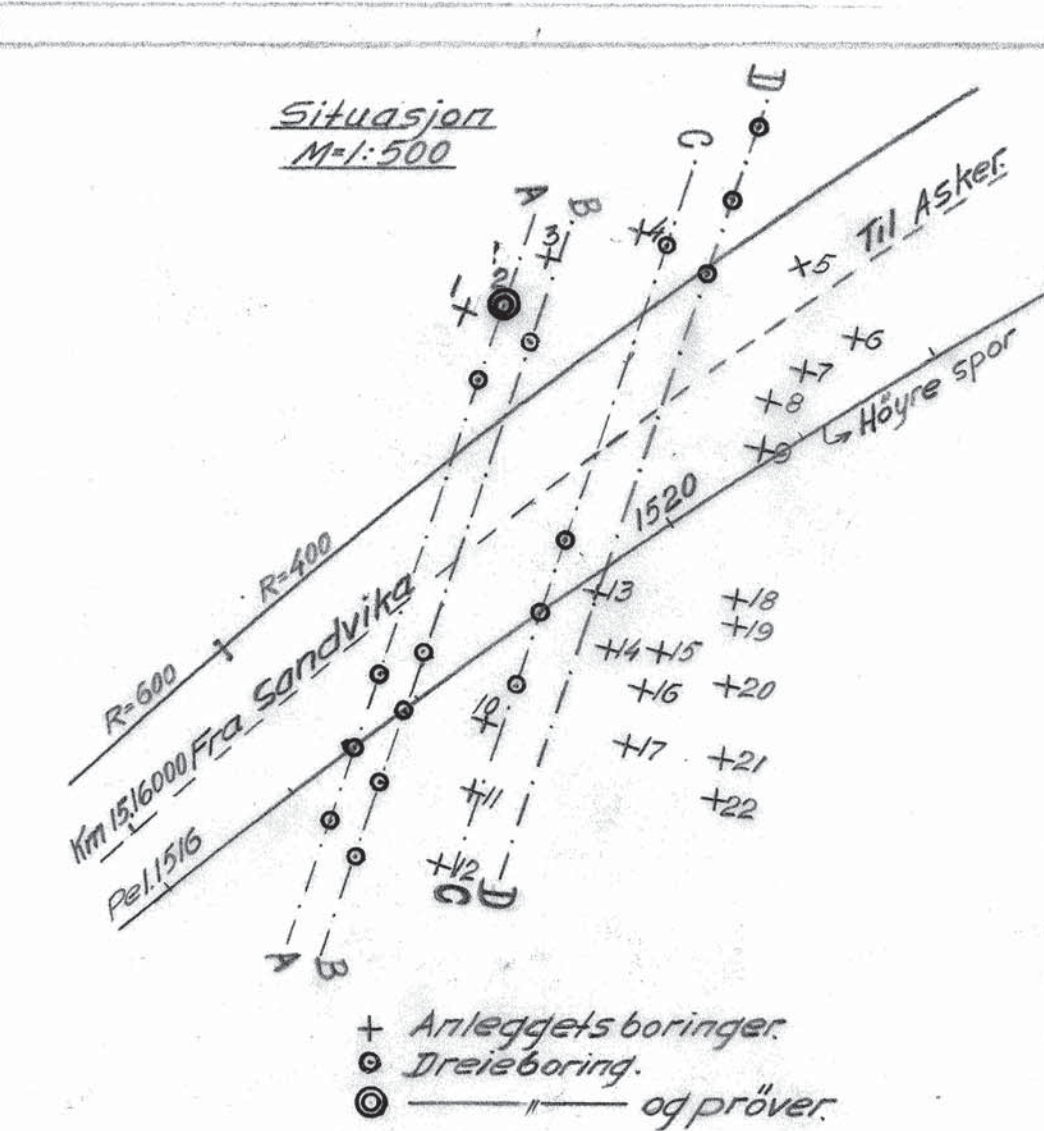 Situasjon
M=1:500
A
B
C
D
1
2
3
4
5
6
7
8
9
Til Asker.
Höyre spor
1520
R=400
R=600
Km 15.16000 Fra Sandvika
Pel.1516
10
11
12
13
14
15
16
17
18
19
20
21
22
A
B
C
D
+ Anleggets boringer.
Dreieboring.
—— " —— og pröver.